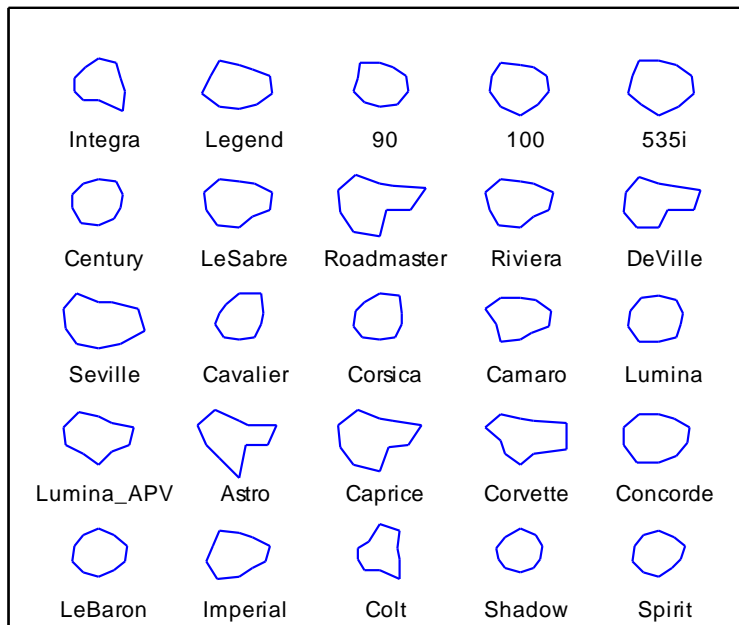 Integra Legend 90 100 535i
Century LeSabre Roadmaster Riviera DeVille
Seville Cavalier Corsica Camaro Lumina
Lumina_APV Astro Caprice Corvette Concorde
LeBaron Imperial Colt Shadow Spirit